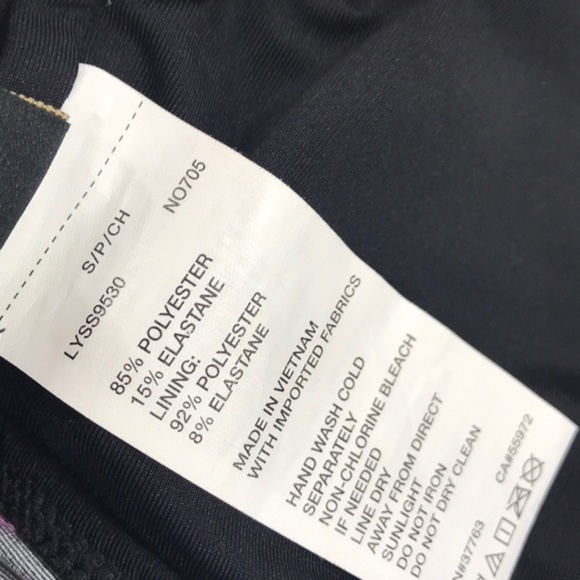 LYSS9530 S/P/CH NO705
85% POLYESTER
15% ELASTANE
LINING:
92% POLYESTER
8% ELASTANE
MADE IN VIETNAM
WITH IMPORTED FABRICS
HAND WASH COLD
SEPARATELY
NON-CHLORINE BLEACH
IF NEEDED
LINE DRY
AWAY FROM DIRECT
SUNLIGHT
DO NOT IRON
DO NOT DRY CLEAN
#37763 CA#55972